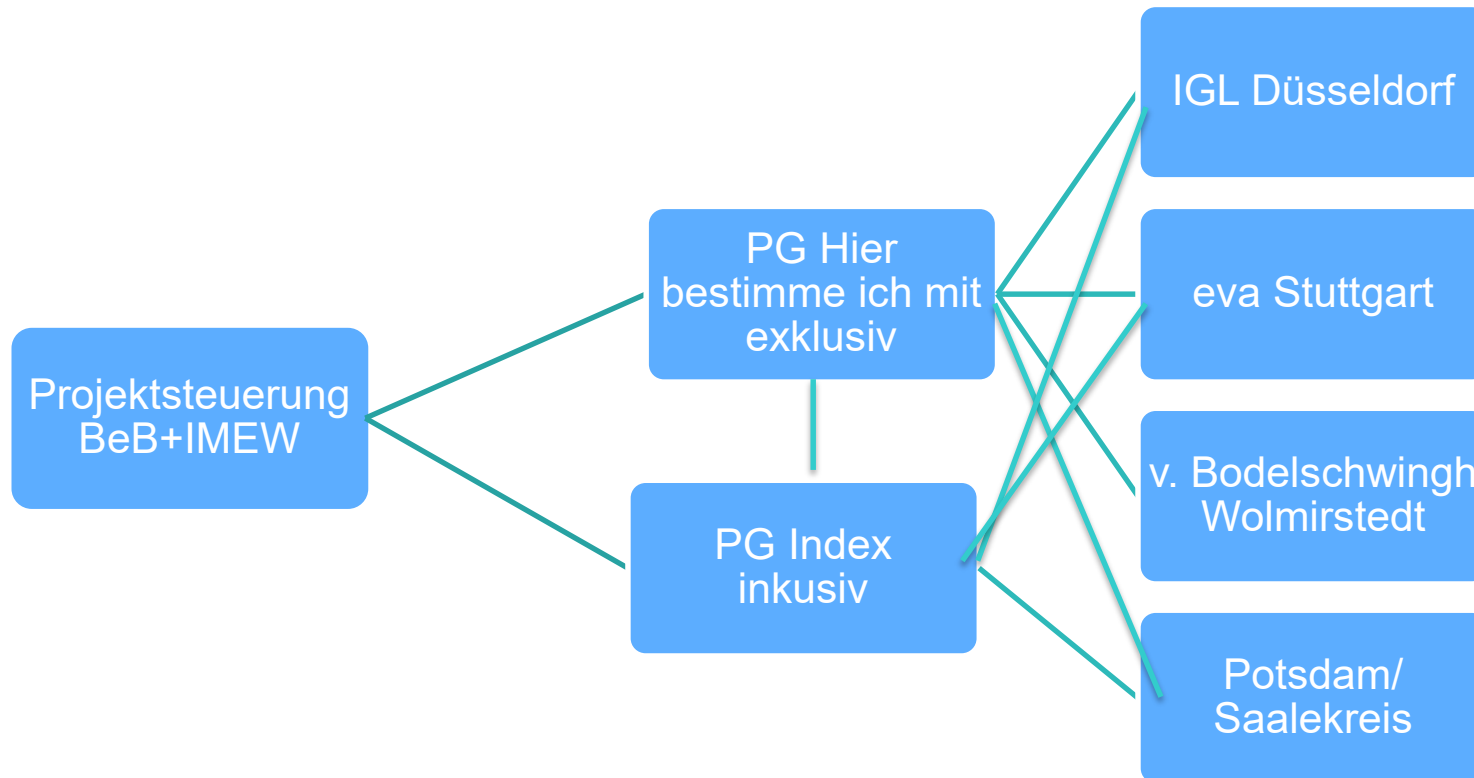 Projektsteuerung
BeB+IMEW
PG Hier
bestimme ich mit
exklusiv
PG Index
inkusiv
IGL Düsseldorf
eva Stuttgart
v. Bodelschwingh
Wolmirstedt
Potsdam/
Saalekreis